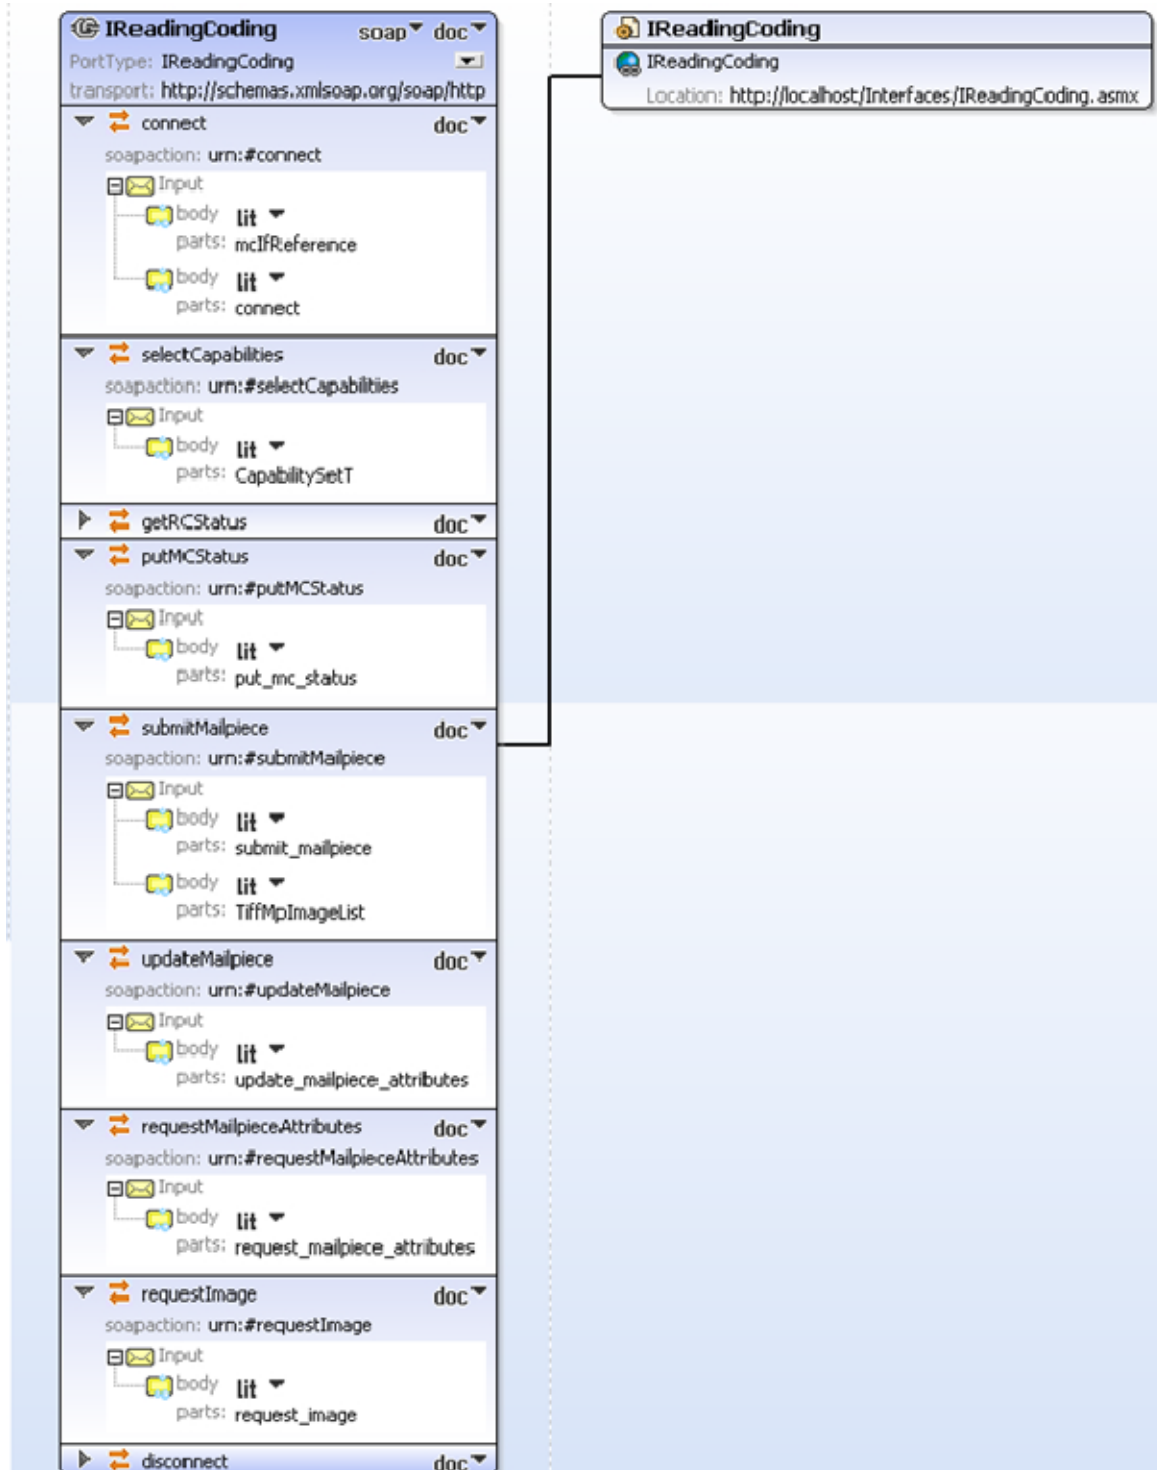 IReadingCoding soap doc
PortType: IReadingCoding
transport: http://schemas.xmlsoap.org/soap/http
connect doc
soapaction: urn:#connect
Input
body lit
parts: mcIfReference
body lit
parts: connect
selectCapabilities doc
soapaction: urn:#selectCapabilities
Input
body lit
parts: CapabilitySetT
getRCStatus doc
putMCStatus doc
soapaction: urn:#putMCStatus
Input
body lit
parts: put_mc_status
submitMailpiece doc
soapaction: urn:#submitMailpiece
Input
body lit
parts: submit_mailpiece
body lit
parts: TiffMpImageList
updateMailpiece doc
soapaction: urn:#updateMailpiece
Input
body lit
parts: update_mailpiece_attributes
requestMailpieceAttributes doc
soapaction: urn:#requestMailpieceAttributes
Input
body lit
parts: request_mailpiece_attributes
requestImage doc
soapaction: urn:#requestImage
Input
body lit
parts: request_image
disconnect doc
IReadingCoding
IReadingCoding
Location: http://localhost/Interfaces/IReadingCoding.asmx